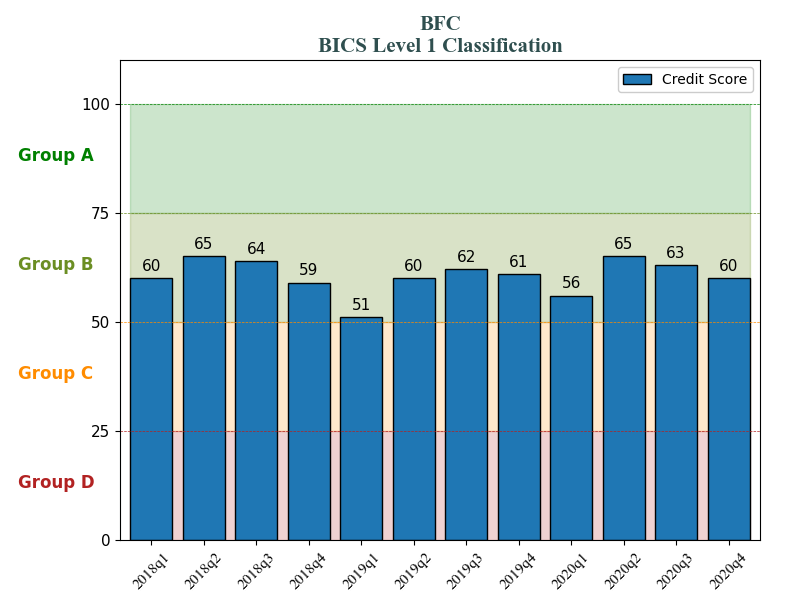 BFC
BICS Level 1 Classification
Credit Score
100
Group A
75
Group B
50
Group C
25
Group D
0
60
65
64
59
51
60
62
61
56
65
63
60
2018q1
2018q2
2018q3
2018q4
2019q1
2019q2
2019q3
2019q4
2020q1
2020q2
2020q3
2020q4